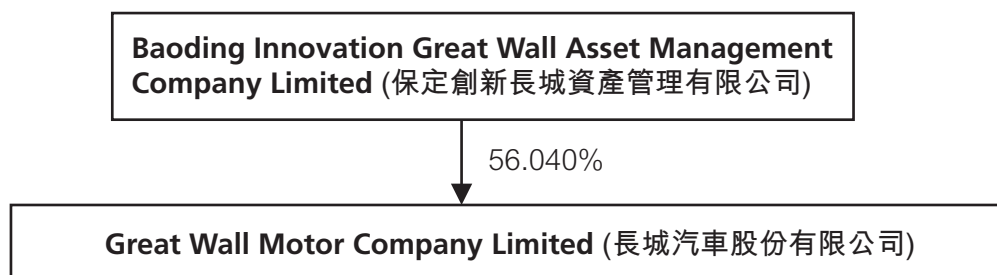 Baoding Innovation Great Wall Asset Management
Company Limited (保定創新長城資產管理有限公司)
56.040%
Great Wall Motor Company Limited (長城汽車股份有限公司)